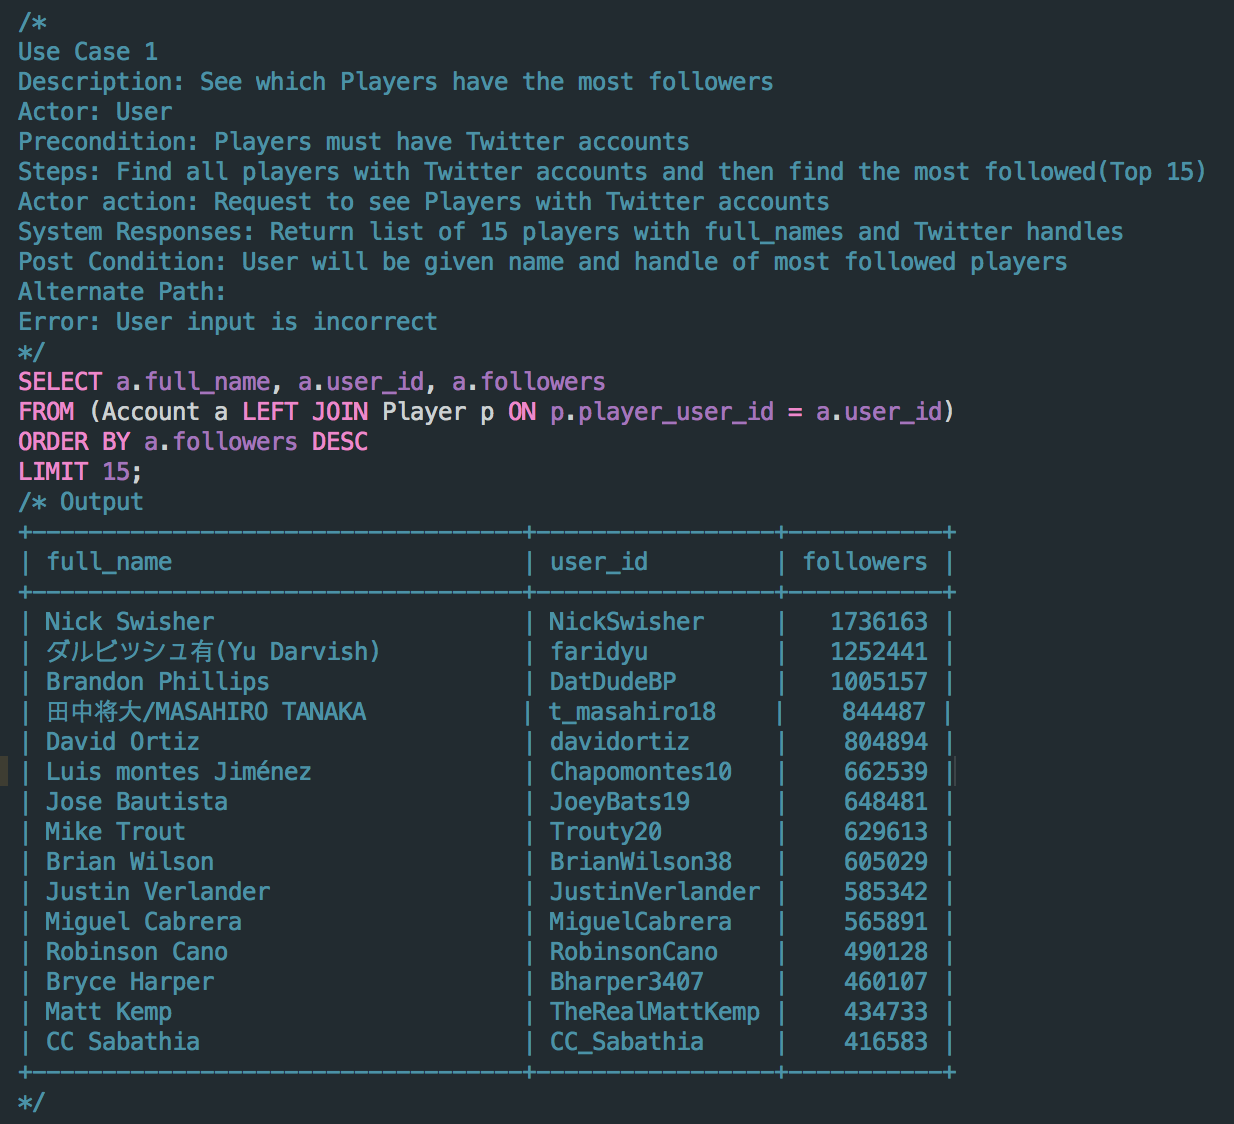 /*
Use Case 1
Description: See which Players have the most followers
Actor: User
Precondition: Players must have Twitter accounts
Steps: Find all players with Twitter accounts and then find the most followed(Top 15)
Actor action: Request to see Players with Twitter accounts
System Responses: Return list of 15 players with full_names and Twitter handles
Post Condition: User will be given name and handle of most followed players
Alternate Path:
Error: User input is incorrect
*/
SELECT a.full_name, a.user_id, a.followers
FROM (Account a LEFT JOIN Player p ON p.player_user_id = a.user_id)
ORDER BY a.followers DESC
LIMIT 15;
/* Output
+-----------------------------------+-----------------+-----------+
| full_name                         | user_id         | followers |
+-----------------------------------+-----------------+-----------+
| Nick Swisher                      | NickSwisher     |   1736163 |
| ダルビッシュ有(Yu Darvish)          | faridyu         |   1252441 |
| Brandon Phillips                  | DatDudeBP       |   1005157 |
| 田中将大/MASAHIRO TANAKA           | t_masahiro18    |    844487 |
| David Ortiz                       | davidortiz      |    804894 |
| Luis montes Jiménez               | Chapomontes10   |    662539 |
| Jose Bautista                     | JoeyBats19      |    648481 |
| Mike Trout                        | Trouty20        |    629613 |
| Brian Wilson                      | BrianWilson38   |    605029 |
| Justin Verlander                  | JustinVerlander |    585342 |
| Miguel Cabrera                    | MiguelCabrera   |    565891 |
| Robinson Cano                     | RobinsonCano    |    490128 |
| Bryce Harper                      | Bharper3407     |    460107 |
| Matt Kemp                         | TheRealMattKemp |    434733 |
| CC Sabathia                       | CC_Sabathia     |    416583 |
+-----------------------------------+-----------------+-----------+
*/